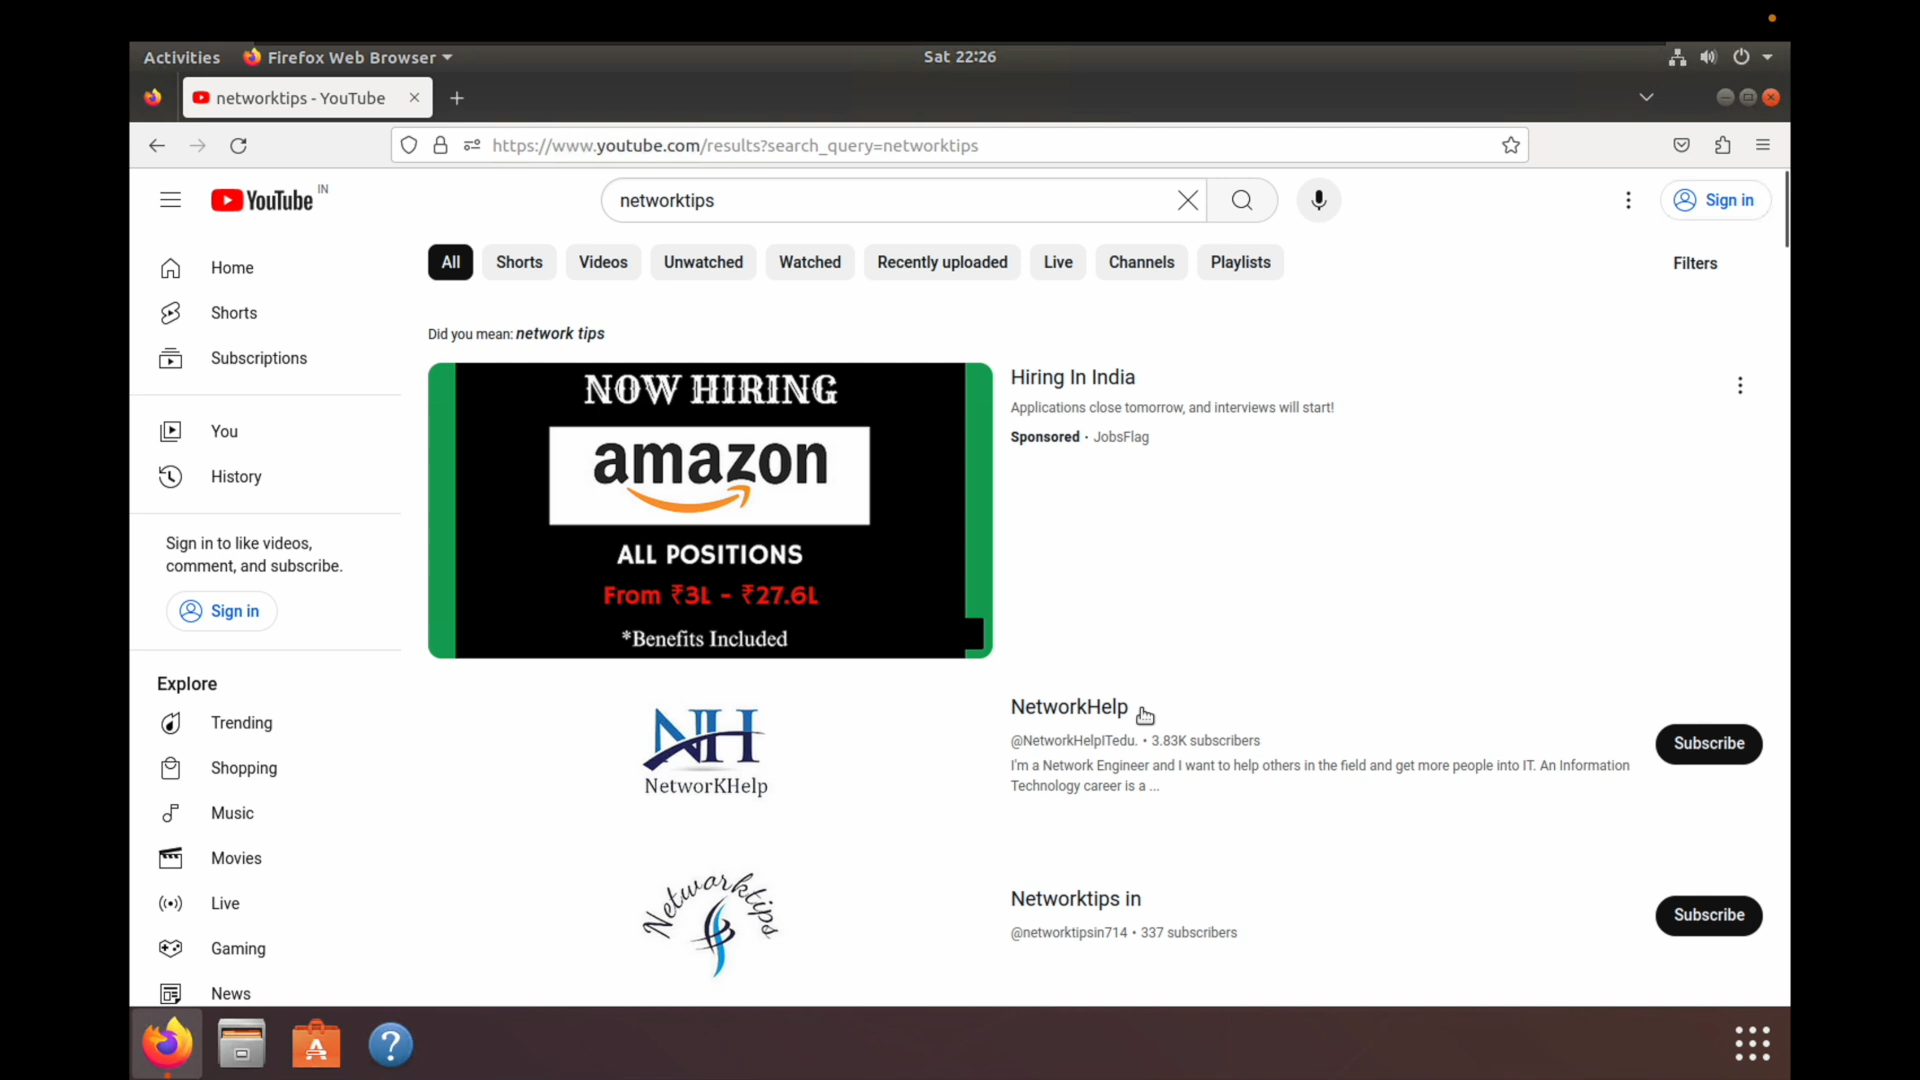 Activities Firefox Web Browser Sat 22:26
networktips - YouTube
https://www.youtube.com/results?search_query=networktips
YouTube IN networktips Sign in
All Shorts Videos Unwatched Watched Recently uploaded Live Channels Playlists Filters
Home
Shorts
Subscriptions
You
History
Sign in to like videos,
comment, and subscribe.
Sign in
Explore
Trending
Shopping
Music
Movies
Live
Gaming
News
Did you mean: network tips
NOW HIRING
amazon
ALL POSITIONS
From ₹3L - ₹27.6L
*Benefits Included
Hiring In India
Applications close tomorrow, and interviews will start!
Sponsored · JobsFlag
NH
NetworKHelp
NetworkHelp
@NetworkHelpITedu. • 3.83K subscribers
I'm a Network Engineer and I want to help others in the field and get more people into IT. An Information
Technology career is a ...
Subscribe
Networktips
Networktips in
@networktipsin714 • 337 subscribers
Subscribe